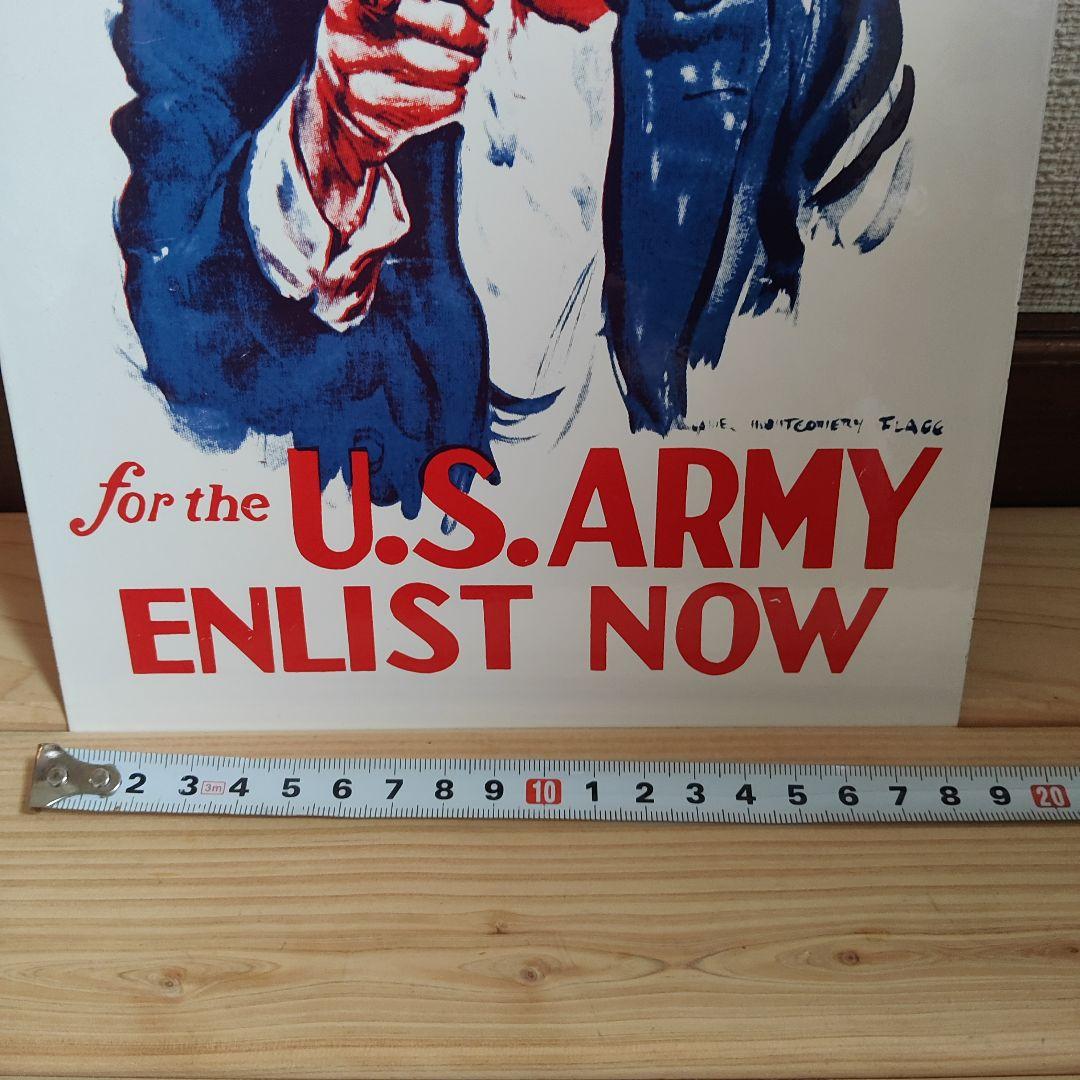 MONTGOMERY FLAGG
for the U.S. ARMY
ENLIST NOW
2 3 3m 4 5 6 7 8 9 10 1 2 3 4 5 6 7 8 9 20